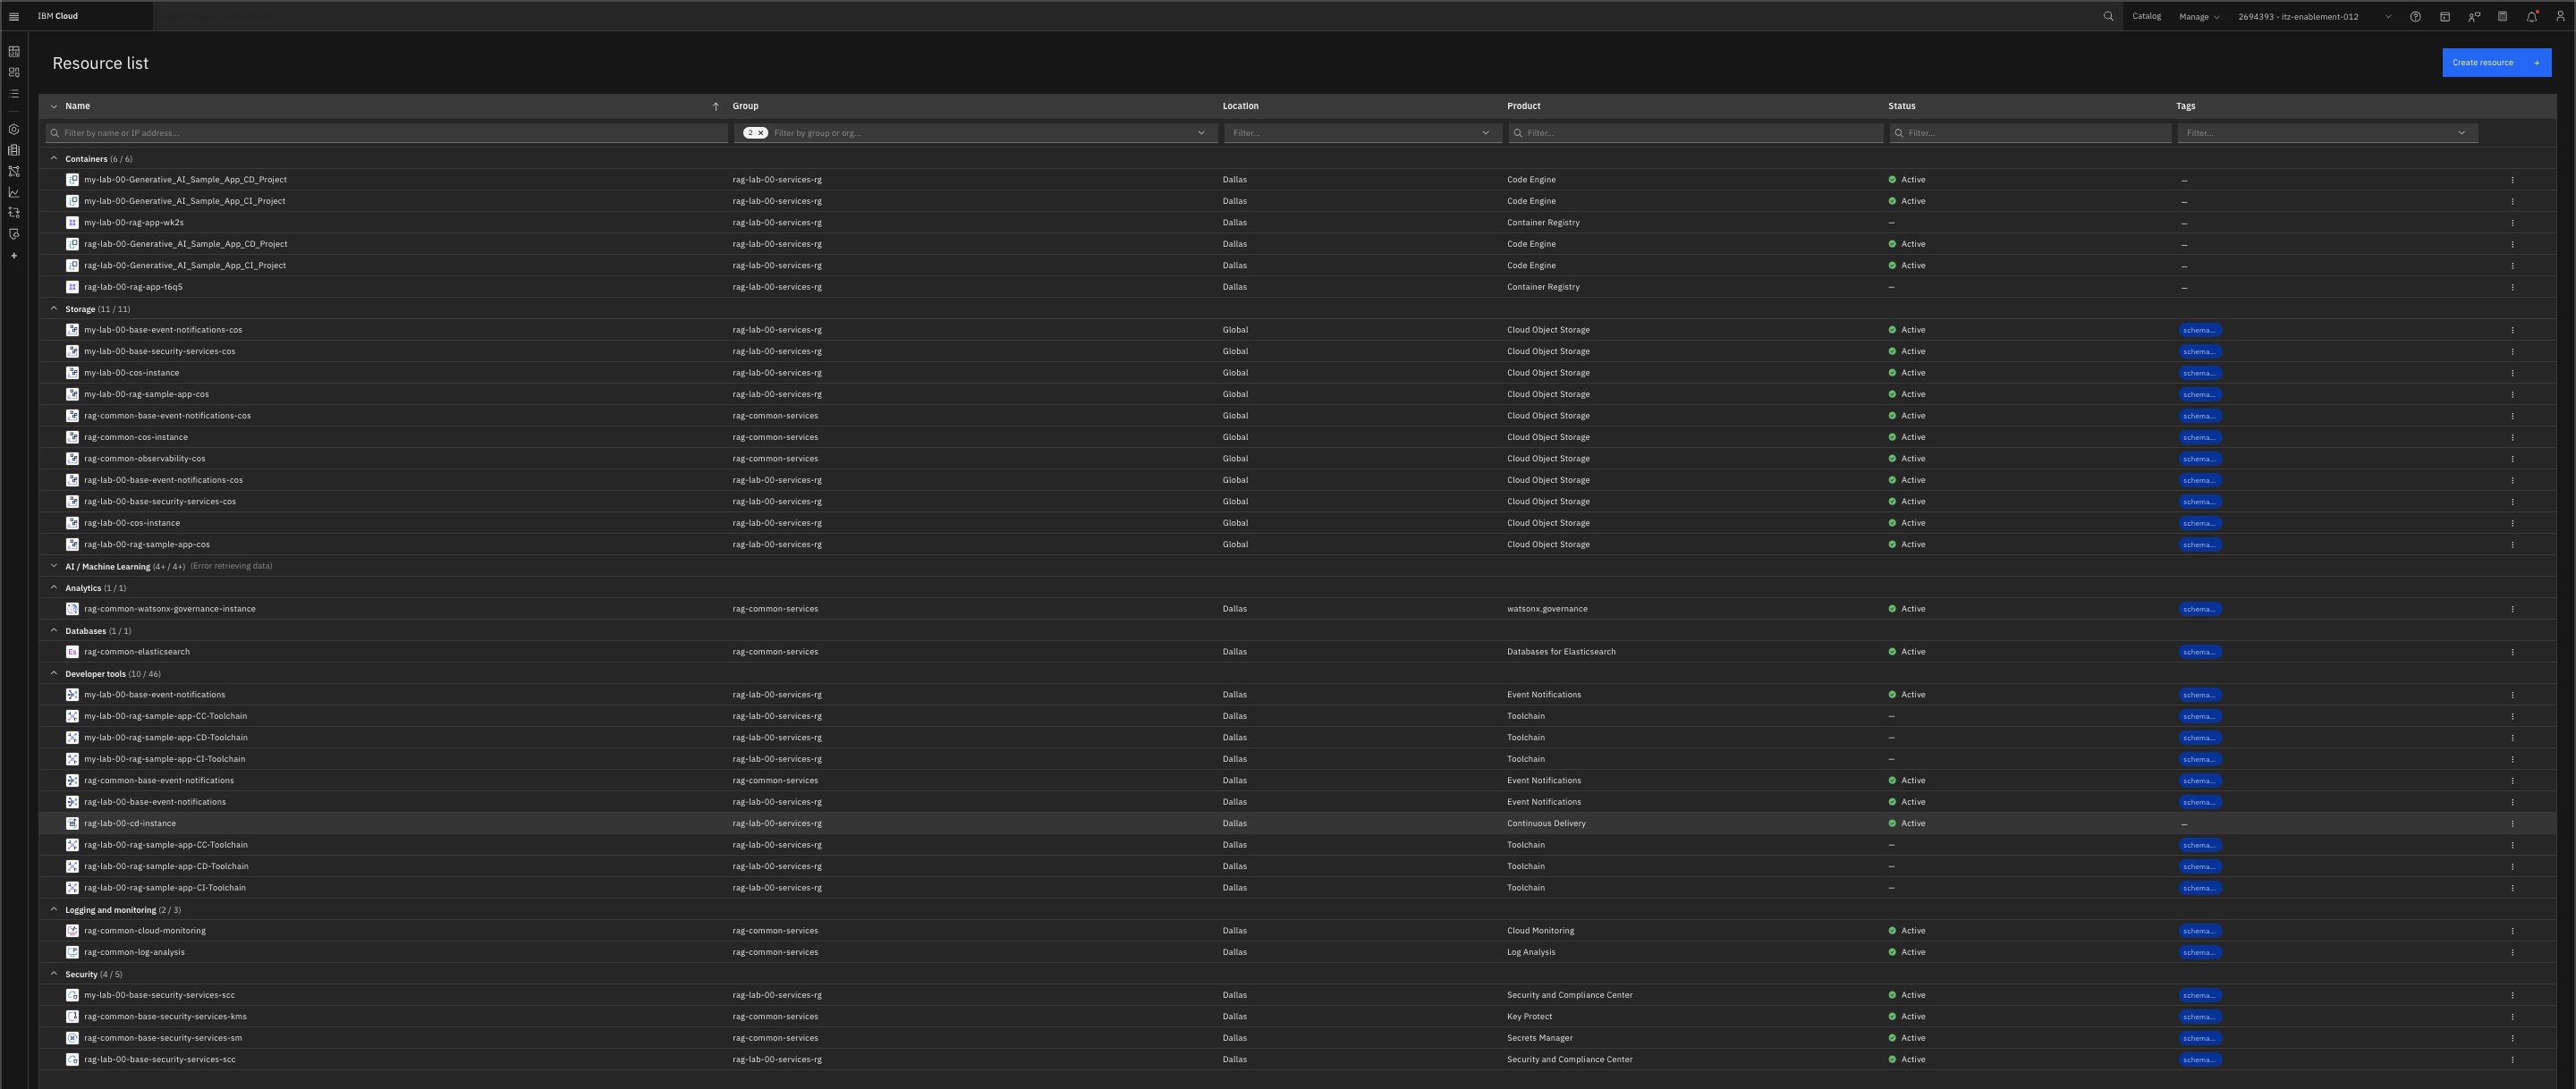 IBM Cloud Catalog Manage 2694393 - itz-enablement-012
Resource list Create resource +
Name Group Location Product Status Tags
Filter by name or IP address... 2 Filter by group or org... Filter... Filter... Filter... Filter...
Containers (6 / 6)
my-lab-00-Generative_AI_Sample_App_CD_Project rag-lab-00-services-rg Dallas Code Engine Active –
my-lab-00-Generative_AI_Sample_App_CI_Project rag-lab-00-services-rg Dallas Code Engine Active –
my-lab-00-rag-app-wk2s rag-lab-00-services-rg Dallas Container Registry – –
rag-lab-00-Generative_AI_Sample_App_CD_Project rag-lab-00-services-rg Dallas Code Engine Active –
rag-lab-00-Generative_AI_Sample_App_CI_Project rag-lab-00-services-rg Dallas Code Engine Active –
rag-lab-00-rag-app-t6q5 rag-lab-00-services-rg Dallas Container Registry – –
Storage (11 / 11)
my-lab-00-base-event-notifications-cos rag-lab-00-services-rg Global Cloud Object Storage Active schema...
my-lab-00-base-security-services-cos rag-lab-00-services-rg Global Cloud Object Storage Active schema...
my-lab-00-cos-instance rag-lab-00-services-rg Global Cloud Object Storage Active schema...
my-lab-00-rag-sample-app-cos rag-lab-00-services-rg Global Cloud Object Storage Active schema...
rag-common-base-event-notifications-cos rag-common-services Global Cloud Object Storage Active schema...
rag-common-cos-instance rag-common-services Global Cloud Object Storage Active schema...
rag-common-observability-cos rag-common-services Global Cloud Object Storage Active schema...
rag-lab-00-base-event-notifications-cos rag-lab-00-services-rg Global Cloud Object Storage Active schema...
rag-lab-00-base-security-services-cos rag-lab-00-services-rg Global Cloud Object Storage Active schema...
rag-lab-00-cos-instance rag-lab-00-services-rg Global Cloud Object Storage Active schema...
rag-lab-00-rag-sample-app-cos rag-lab-00-services-rg Global Cloud Object Storage Active schema...
AI / Machine Learning (4+ / 4+) (Error retrieving data)
Analytics (1 / 1)
rag-common-watsonx-governance-instance rag-common-services Dallas watsonx.governance Active schema...
Databases (1 / 1)
Es rag-common-elasticsearch rag-common-services Dallas Databases for Elasticsearch Active schema...
Developer tools (10 / 46)
my-lab-00-base-event-notifications rag-lab-00-services-rg Dallas Event Notifications Active schema...
my-lab-00-rag-sample-app-CC-Toolchain rag-lab-00-services-rg Dallas Toolchain – schema...
my-lab-00-rag-sample-app-CD-Toolchain rag-lab-00-services-rg Dallas Toolchain – schema...
my-lab-00-rag-sample-app-CI-Toolchain rag-lab-00-services-rg Dallas Toolchain – schema...
rag-common-base-event-notifications rag-common-services Dallas Event Notifications Active schema...
rag-lab-00-base-event-notifications rag-lab-00-services-rg Dallas Event Notifications Active schema...
rag-lab-00-cd-instance rag-lab-00-services-rg Dallas Continuous Delivery Active –
rag-lab-00-rag-sample-app-CC-Toolchain rag-lab-00-services-rg Dallas Toolchain – schema...
rag-lab-00-rag-sample-app-CD-Toolchain rag-lab-00-services-rg Dallas Toolchain – schema...
rag-lab-00-rag-sample-app-CI-Toolchain rag-lab-00-services-rg Dallas Toolchain – schema...
Logging and monitoring (2 / 3)
rag-common-cloud-monitoring rag-common-services Dallas Cloud Monitoring Active schema...
rag-common-log-analysis rag-common-services Dallas Log Analysis Active schema...
Security (4 / 5)
my-lab-00-base-security-services-scc rag-lab-00-services-rg Dallas Security and Compliance Center Active schema...
rag-common-base-security-services-kms rag-common-services Dallas Key Protect Active schema...
rag-common-base-security-services-sm rag-common-services Dallas Secrets Manager Active schema...
rag-lab-00-base-security-services-scc rag-lab-00-services-rg Dallas Security and Compliance Center Active schema...